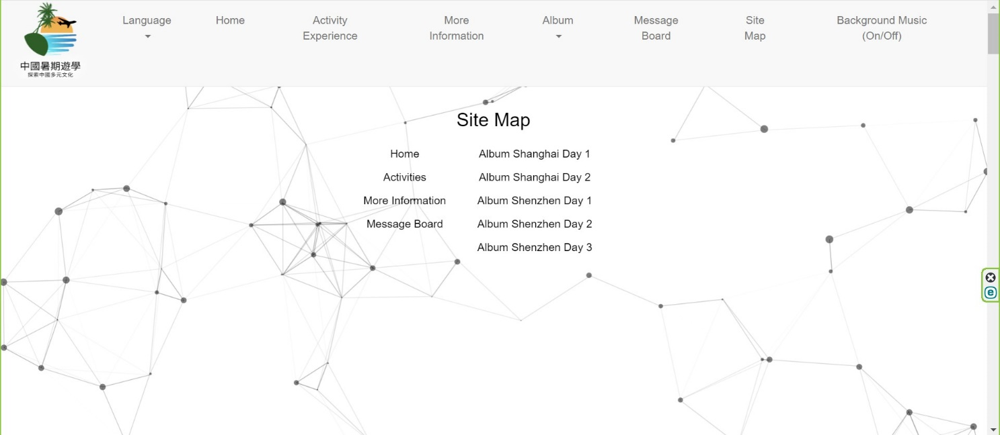 Language
Home
Activity
Experience
More
Information
Album
Message
Board
Site
Map
Background Music
(On/Off)
中國暑期遊學
探索中國多元文化
Site Map
Home
Album Shanghai Day 1
Activities
Album Shanghai Day 2
More Information
Album Shenzhen Day 1
Message Board
Album Shenzhen Day 2
Album Shenzhen Day 3